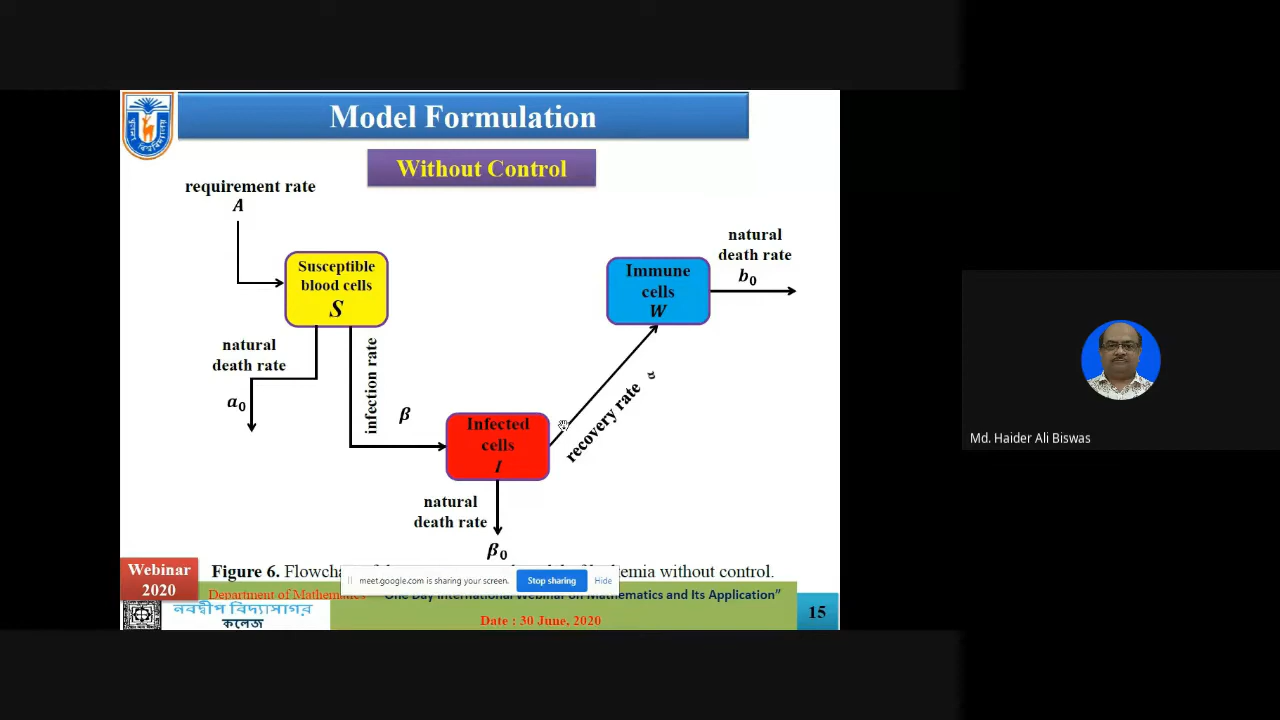 Model Formulation
Without Control
requirement rate
A
Susceptible
blood cells
S
natural
death rate
a₀
infection rate
β
Infected
cells
I
natural
death rate
β₀
recovery rate
Immune
cells
W
natural
death rate
b₀
Figure 6. Flowcha without control.
meet.google.com is sharing your screen. Stop sharing Hide
Webinar
2020
Department of Mathematics One Day International Webinar on Mathematics and Its Application”
নবদ্বীপ বিদ্যাসাগর
কলেজ
Date : 30 June, 2020
15
Md. Haider Ali Biswas